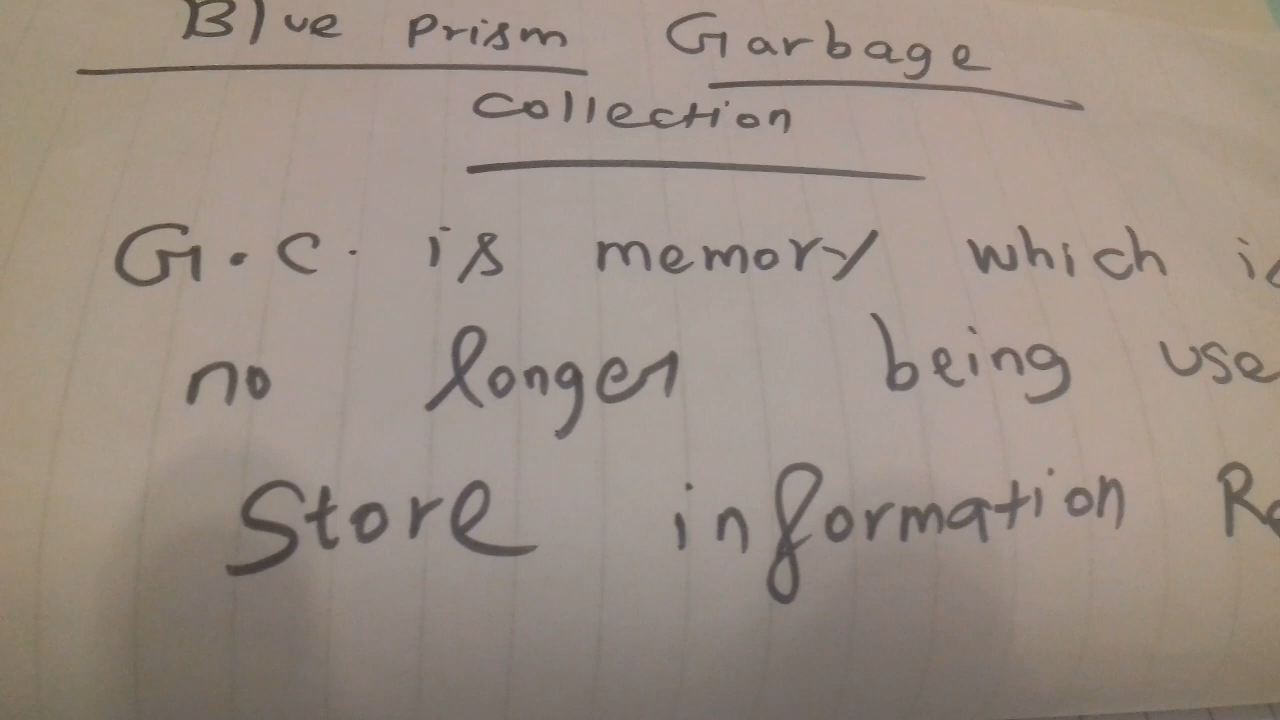 Blue prism Garbage
collection
G.C. is memory which
no longer being use
Store information